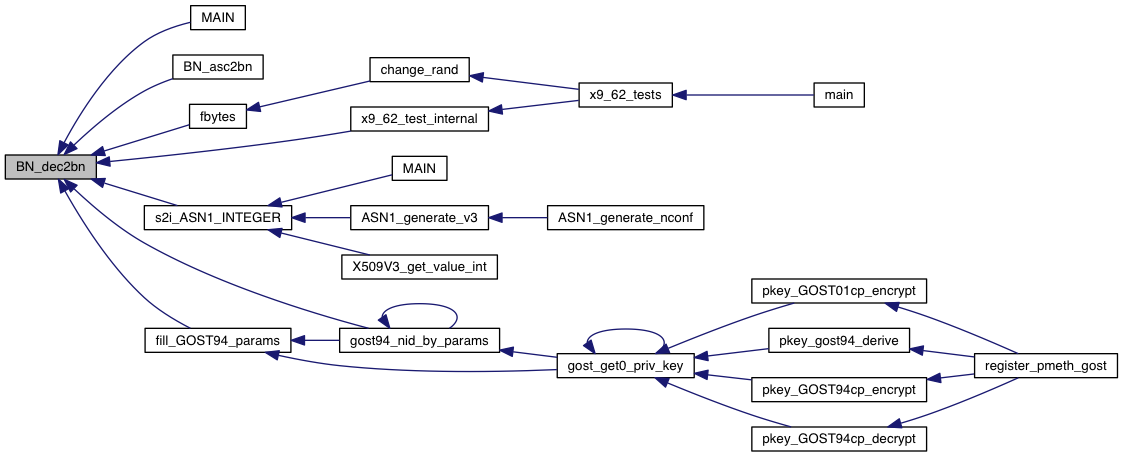 MAIN
BN_asc2bn
change_rand
x9_62_tests
main
fbytes
x9_62_test_internal
BN_dec2bn
MAIN
s2i_ASN1_INTEGER
ASN1_generate_v3
ASN1_generate_nconf
X509V3_get_value_int
pkey_GOST01cp_encrypt
fill_GOST94_params
gost94_nid_by_params
pkey_gost94_derive
gost_get0_priv_key
register_pmeth_gost
pkey_GOST94cp_encrypt
pkey_GOST94cp_decrypt